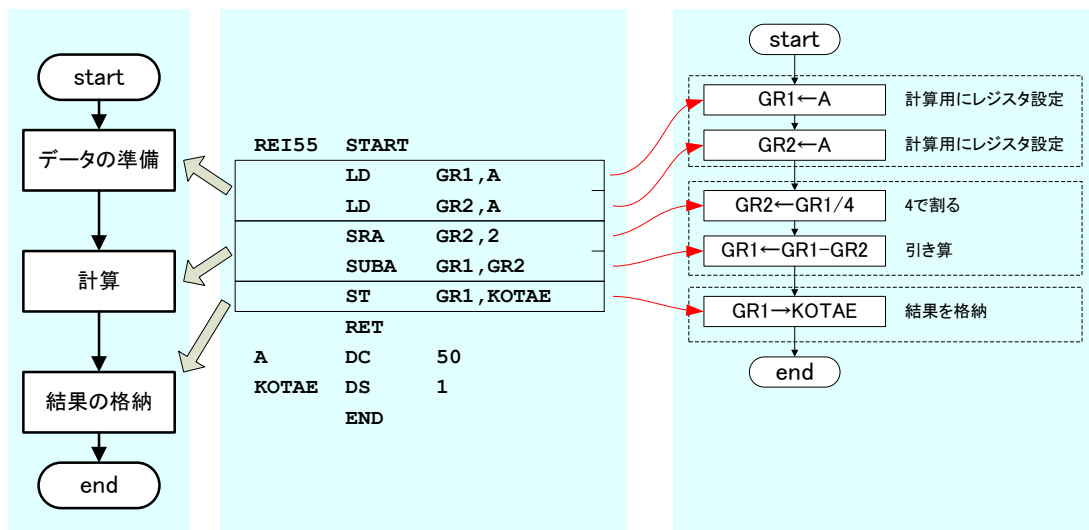 start
データの準備
計算
結果の格納
end
REI55 START
LD GR1,A
LD GR2,A
SRA GR2,2
SUBA GR1,GR2
ST GR1,KOTAE
RET
A DC 50
KOTAE DS 1
END
start
GR1←A 計算用にレジスタ設定
GR2←A 計算用にレジスタ設定
GR2←GR1/4 4で割る
GR1←GR1-GR2 引き算
GR1→KOTAE 結果を格納
end